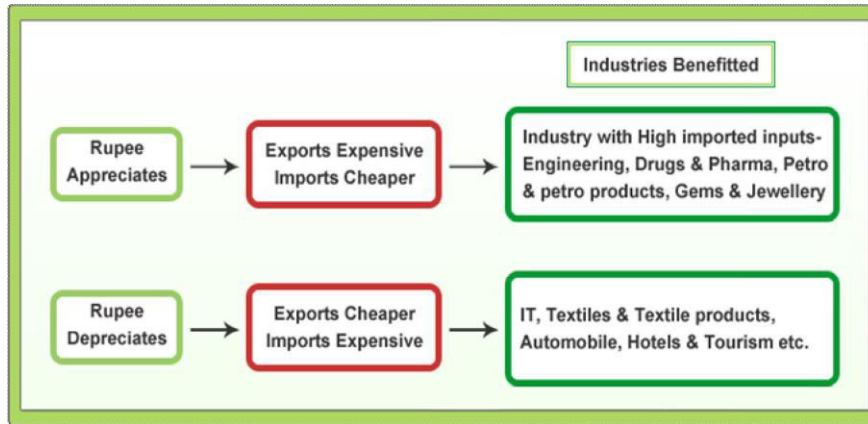 Industries Benefitted
Rupee
Appreciates
Exports Expensive
Imports Cheaper
Industry with High imported inputs-
Engineering, Drugs & Pharma, Petro
& petro products, Gems & Jewellery
Rupee
Depreciates
Exports Cheaper
Imports Expensive
IT, Textiles & Textile products,
Automobile, Hotels & Tourism etc.